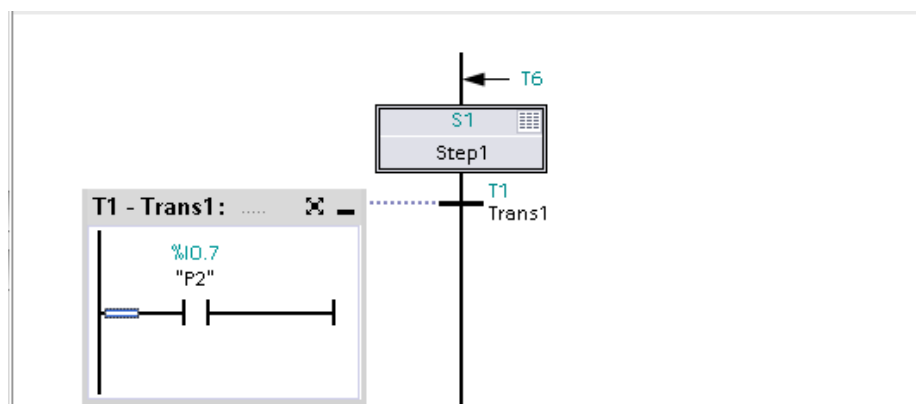 T6
S1
Step1
T1
Trans1
T1 - Trans1: .....
%I0.7
"P2"